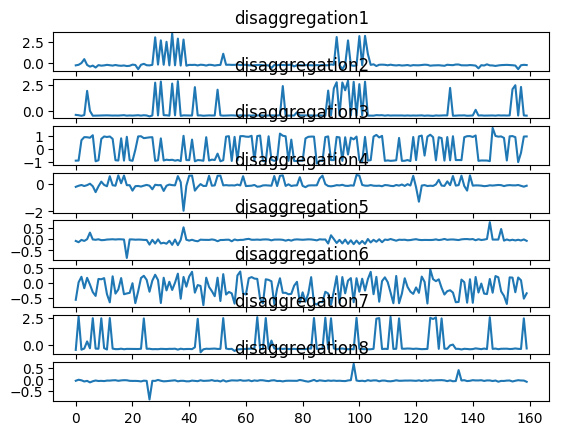 disaggregation1
2.5
0.0
disaggregation2
2.5
0.0
disaggregation3
1
0
−1
disaggregation4
0
−2
disaggregation5
0.5
0.0
−0.5
disaggregation6
0.5
0.0
−0.5
disaggregation7
2.5
0.0
disaggregation8
0.5
0.0
−0.5
0 20 40 60 80 100 120 140 160